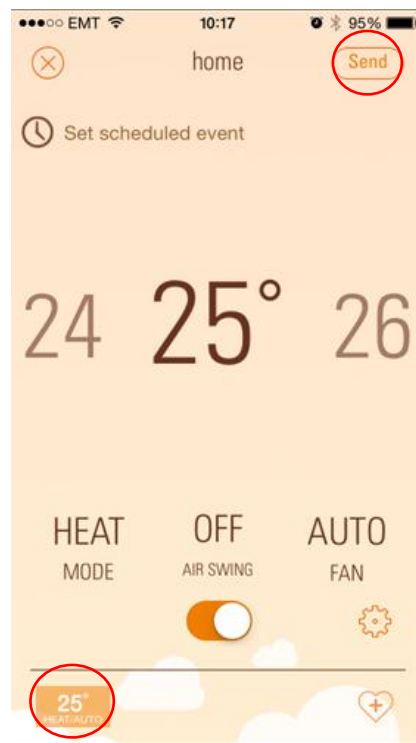 EMT 10:17 95%
home Send
Set scheduled event
24 25° 26
HEAT OFF AUTO
MODE AIR SWING FAN
25°
HEAT/AUTO